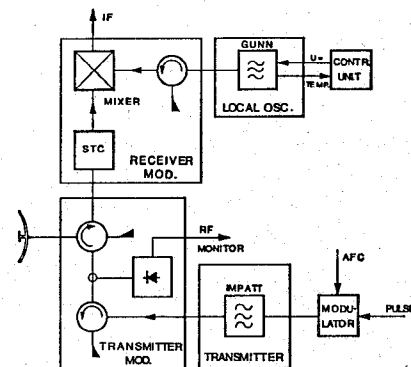 IF
GUNN
U=
CONTR.
UNIT
TEMP.
MIXER
LOCAL OSC.
STC
RECEIVER
MOD.
RF
MONITOR
AFC
IMPATT
MODU-
LATOR
PULSE
TRANSMITTER
MOD.
TRANSMITTER